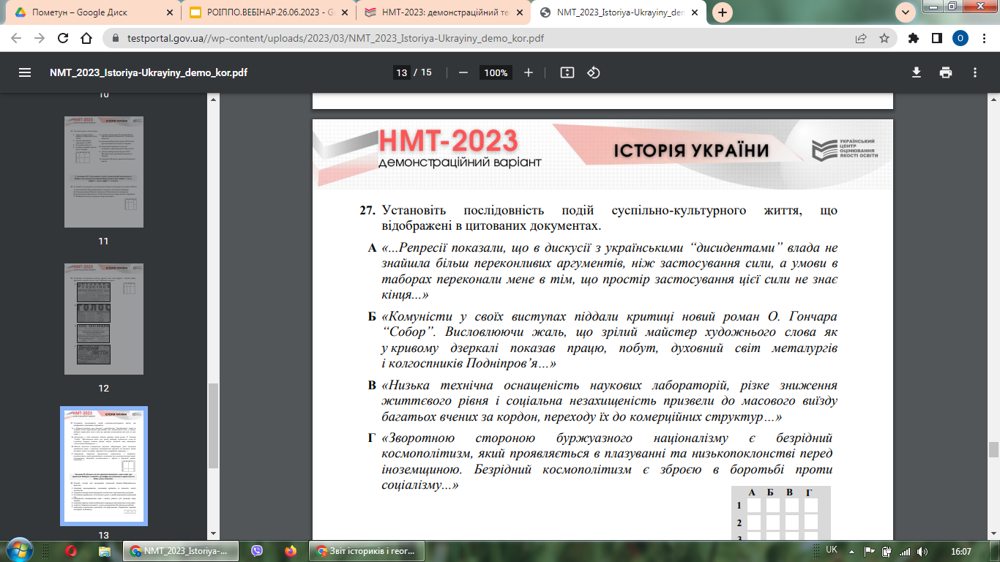 Пометун – Google Диск
РОІППО.ВЕБІНАР.26.06.2023 - G
НМТ-2023: демонстраційний те
NMT_2023_Istoriya-Ukrayiny_den
testportal.gov.ua//wp-content/uploads/2023/03/NMT_2023_Istoriya-Ukrayiny_demo_kor.pdf
O
NMT_2023_Istoriya-Ukrayiny_demo_kor.pdf
13 / 15
100%
10
11
12
13
НМТ-2023
демонстраційний варіант
ІСТОРІЯ УКРАЇНИ
УКРАЇНСЬКИЙ
ЦЕНТР
ОЦІНЮВАННЯ
ЯКОСТІ ОСВІТИ
27. Установіть послідовність подій суспільно-культурного життя, що
відображені в цитованих документах.
А «...Репресії показали, що в дискусії з українськими “дисидентами” влада не
знайшла більш переконливих аргументів, ніж застосування сили, а умови в
таборах переконали мене в тім, що простір застосування цієї сили не знає
кінця...»
Б «Комуністи у своїх виступах піддали критиці новий роман О. Гончара
“Собор”. Висловлюючи жаль, що зрілий майстер художнього слова як
у кривому дзеркалі показав працю, побут, духовний світ металургів
і колгоспників Подніпров’я…»
В «Низька технічна оснащеність наукових лабораторій, різке зниження
життєвого рівня і соціальна незахищеність призвели до масового виїзду
багатьох вчених за кордон, переходу їх до комерційних структур…»
Г «Зворотною стороною буржуазного націоналізму є безрідний
космополітизм, який проявляється в плазуванні та низькопоклонстві перед
іноземщиною. Безрідний космополітизм є зброєю в боротьбі проти
соціалізму...»
А Б В Г
1
2
3
NMT_2023_Istoriya-...
Звіт істориків і геог...
UK
16:07